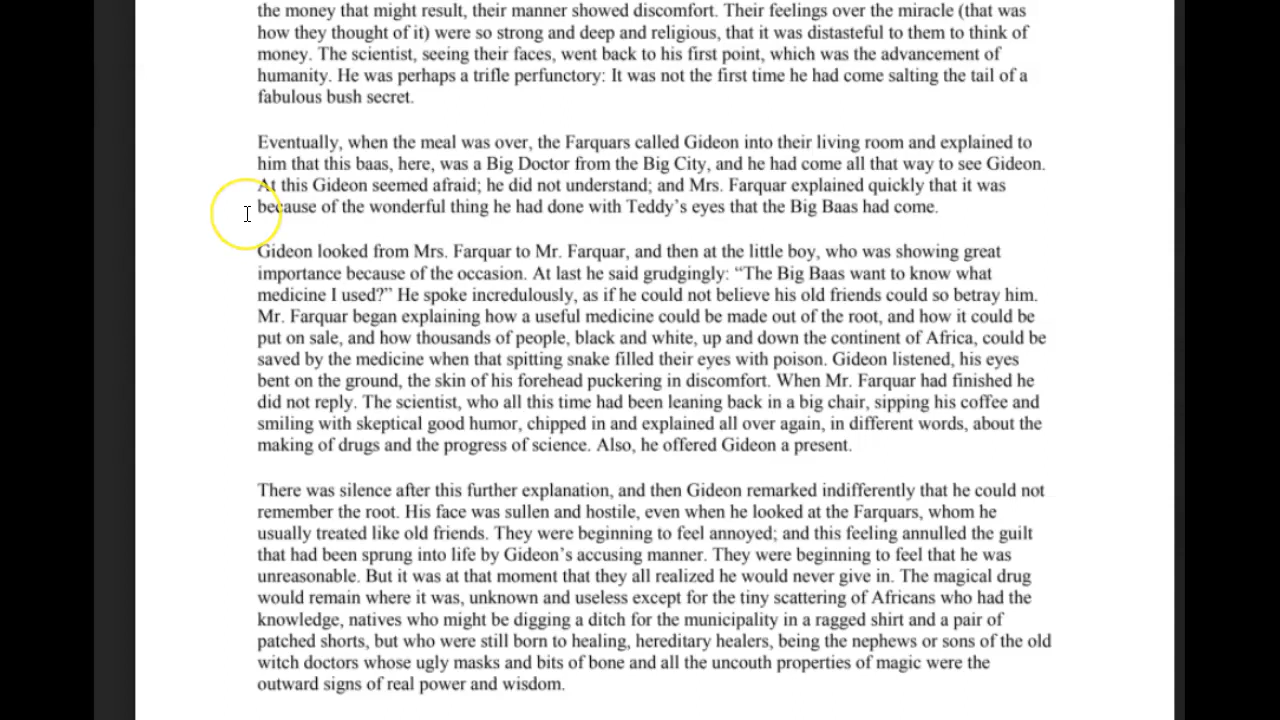 the money that might result, their manner showed discomfort. Their feelings over the miracle (that was
how they thought of it) were so strong and deep and religious, that it was distasteful to them to think of
money. The scientist, seeing their faces, went back to his first point, which was the advancement of
humanity. He was perhaps a trifle perfunctory: It was not the first time he had come salting the tail of a
fabulous bush secret.
Eventually, when the meal was over, the Farquars called Gideon into their living room and explained to
him that this baas, here, was a Big Doctor from the Big City, and he had come all that way to see Gideon.
At this Gideon seemed afraid; he did not understand; and Mrs. Farquar explained quickly that it was
because of the wonderful thing he had done with Teddy’s eyes that the Big Baas had come.
Gideon looked from Mrs. Farquar to Mr. Farquar, and then at the little boy, who was showing great
importance because of the occasion. At last he said grudgingly: “The Big Baas want to know what
medicine I used?” He spoke incredulously, as if he could not believe his old friends could so betray him.
Mr. Farquar began explaining how a useful medicine could be made out of the root, and how it could be
put on sale, and how thousands of people, black and white, up and down the continent of Africa, could be
saved by the medicine when that spitting snake filled their eyes with poison. Gideon listened, his eyes
bent on the ground, the skin of his forehead puckering in discomfort. When Mr. Farquar had finished he
did not reply. The scientist, who all this time had been leaning back in a big chair, sipping his coffee and
smiling with skeptical good humor, chipped in and explained all over again, in different words, about the
making of drugs and the progress of science. Also, he offered Gideon a present.
There was silence after this further explanation, and then Gideon remarked indifferently that he could not
remember the root. His face was sullen and hostile, even when he looked at the Farquars, whom he
usually treated like old friends. They were beginning to feel annoyed; and this feeling annulled the guilt
that had been sprung into life by Gideon’s accusing manner. They were beginning to feel that he was
unreasonable. But it was at that moment that they all realized he would never give in. The magical drug
would remain where it was, unknown and useless except for the tiny scattering of Africans who had the
knowledge, natives who might be digging a ditch for the municipality in a ragged shirt and a pair of
patched shorts, but who were still born to healing, hereditary healers, being the nephews or sons of the old
witch doctors whose ugly masks and bits of bone and all the uncouth properties of magic were the
outward signs of real power and wisdom.